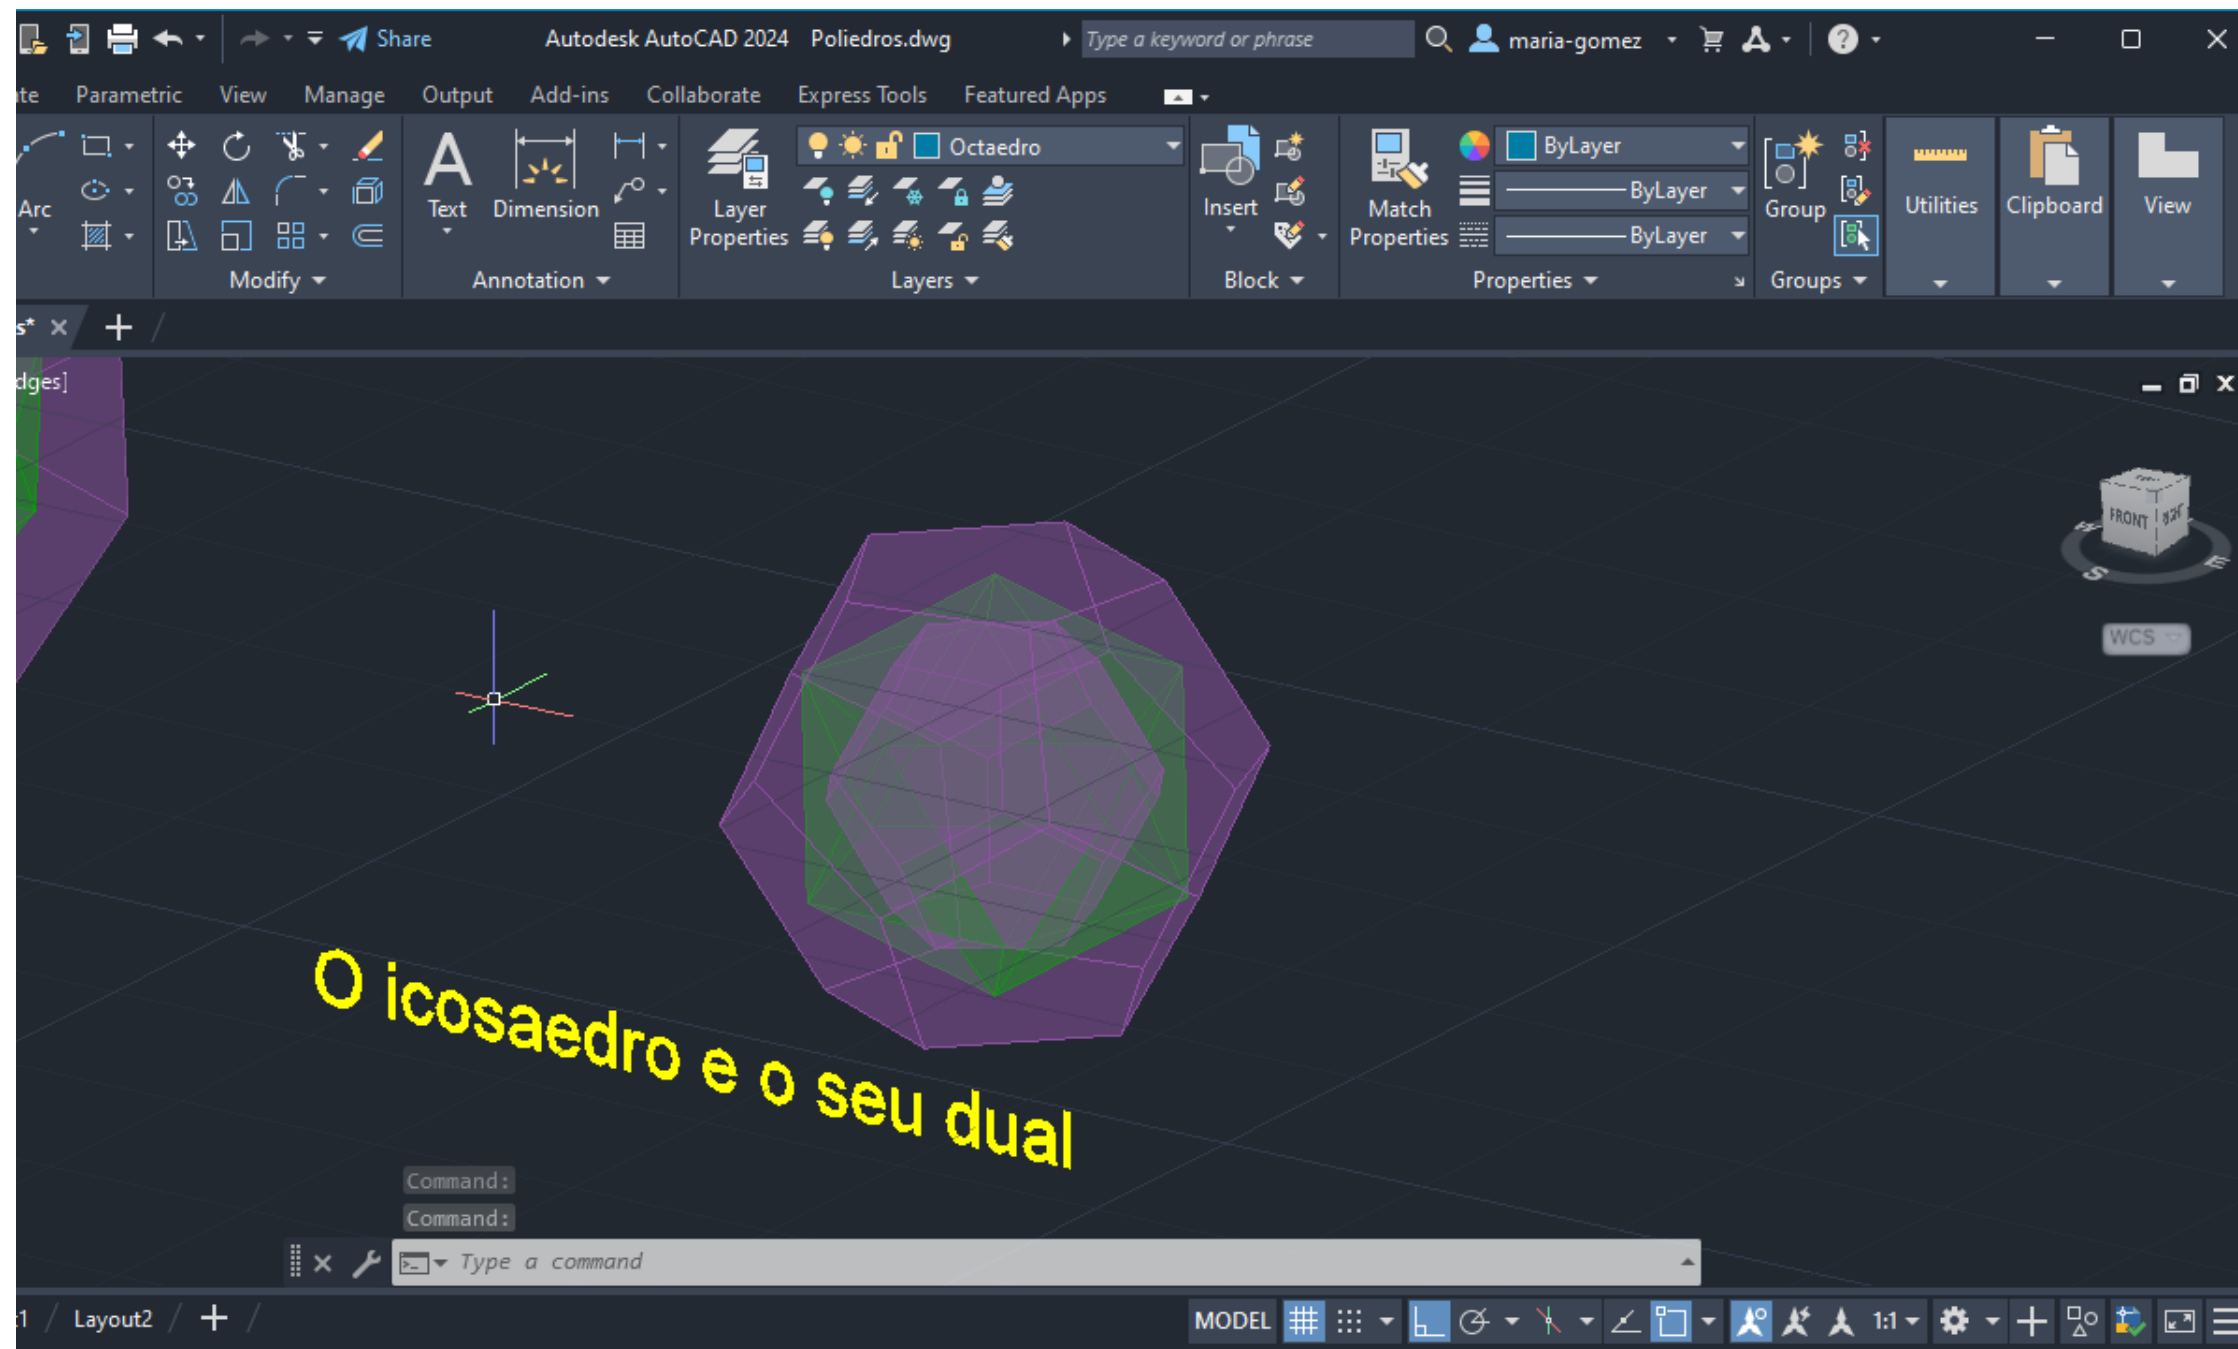 Share
Autodesk AutoCAD 2024 Poliedros.dwg
Type a keyword or phrase
maria-gomez
te Parametric View Manage Output Add-ins Collaborate Express Tools Featured Apps
Octaedro
ByLayer
ByLayer
ByLayer
Arc
Text
Dimension
Layer Properties
Insert
Match Properties
Group
Utilities
Clipboard
View
Modify
Annotation
Layers
Block
Properties
Groups
s*
dges]
FRONT
S
E
WCS
O icosaedro e o seu dual
Command:
Command:
Type a command
1 / Layout2 /
MODEL
1:1